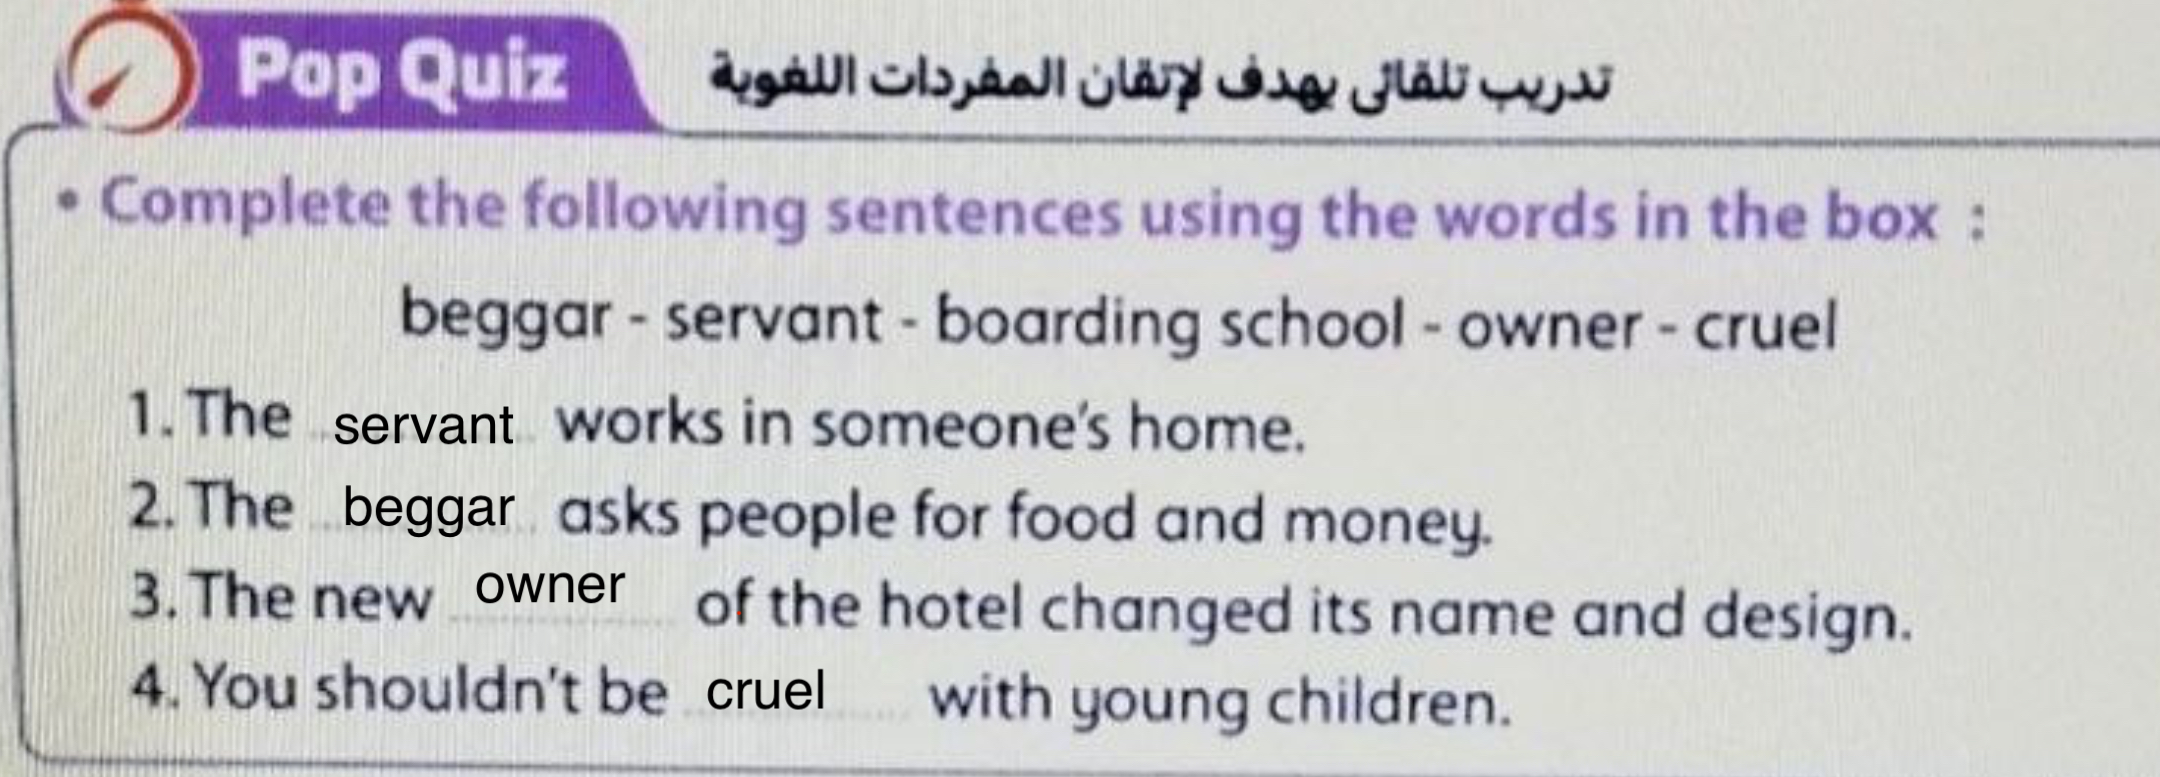 Pop Quiz تدريب تلقائى يهدف لإتقان المفردات اللغوية
• Complete the following sentences using the words in the box :
beggar - servant - boarding school - owner - cruel
1. The servant works in someone's home.
2. The beggar asks people for food and money.
3. The new owner of the hotel changed its name and design.
4. You shouldn't be cruel with young children.